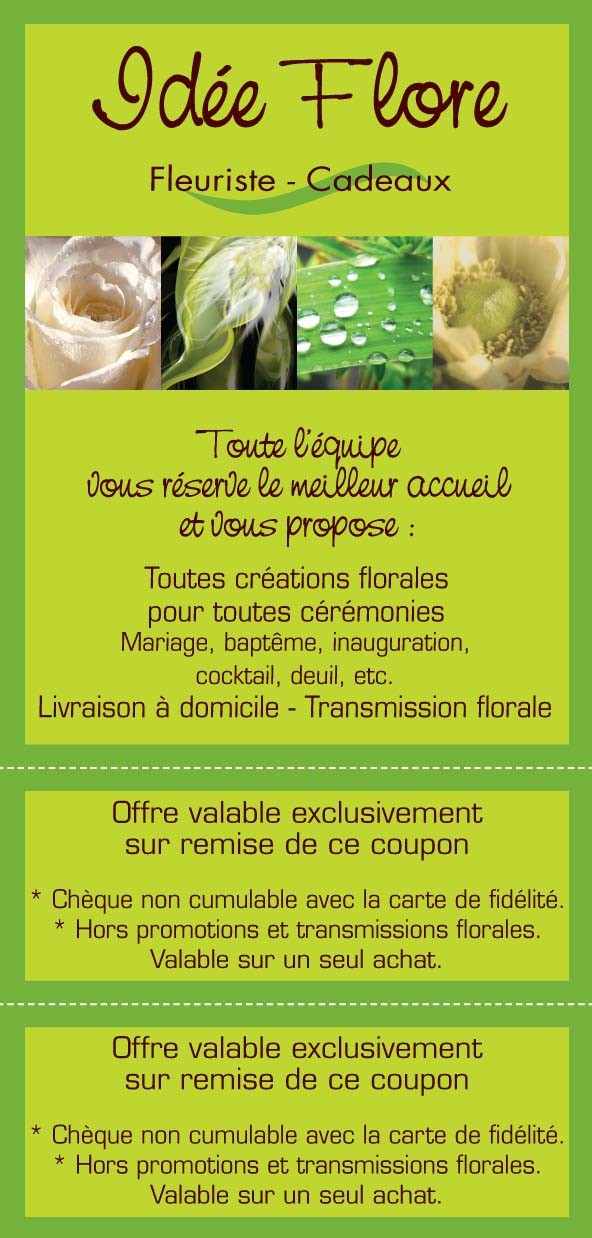 Idée Flore
Fleuriste - Cadeaux
Toute l'équipe
vous réserve le meilleur accueil
et vous propose :
Toutes créations florales
pour toutes cérémonies
Mariage, baptême, inauguration,
cocktail, deuil, etc.
Livraison à domicile - Transmission florale
Offre valable exclusivement
sur remise de ce coupon
* Chèque non cumulable avec la carte de fidélité.
* Hors promotions et transmissions florales.
Valable sur un seul achat.
Offre valable exclusivement
sur remise de ce coupon
* Chèque non cumulable avec la carte de fidélité.
* Hors promotions et transmissions florales.
Valable sur un seul achat.